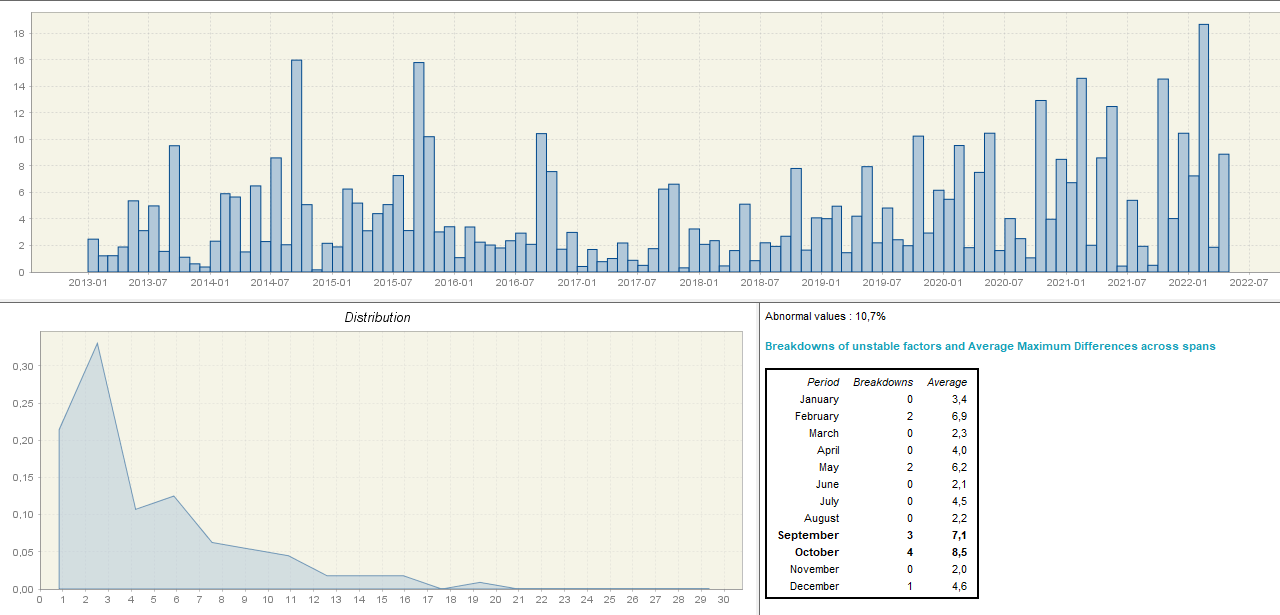 18
16
14
12
10
8
6
4
2
0
2013-01 2013-07 2014-01 2014-07 2015-01 2015-07 2016-01 2016-07 2017-01 2017-07 2018-01 2018-07 2019-01 2019-07 2020-01 2020-07 2021-01 2021-07 2022-01 2022-07
Distribution
0,30
0,25
0,20
0,15
0,10
0,05
0,00
0 1 2 3 4 5 6 7 8 9 10 11 12 13 14 15 16 17 18 19 20 21 22 23 24 25 26 27 28 29 30
Abnormal values : 10,7%
Breakdowns of unstable factors and Average Maximum Differences across spans
Period Breakdowns Average
January 0 3,4
February 2 6,9
March 0 2,3
April 0 4,0
May 2 6,2
June 0 2,1
July 0 4,5
August 0 2,2
September 3 7,1
October 4 8,5
November 0 2,0
December 1 4,6